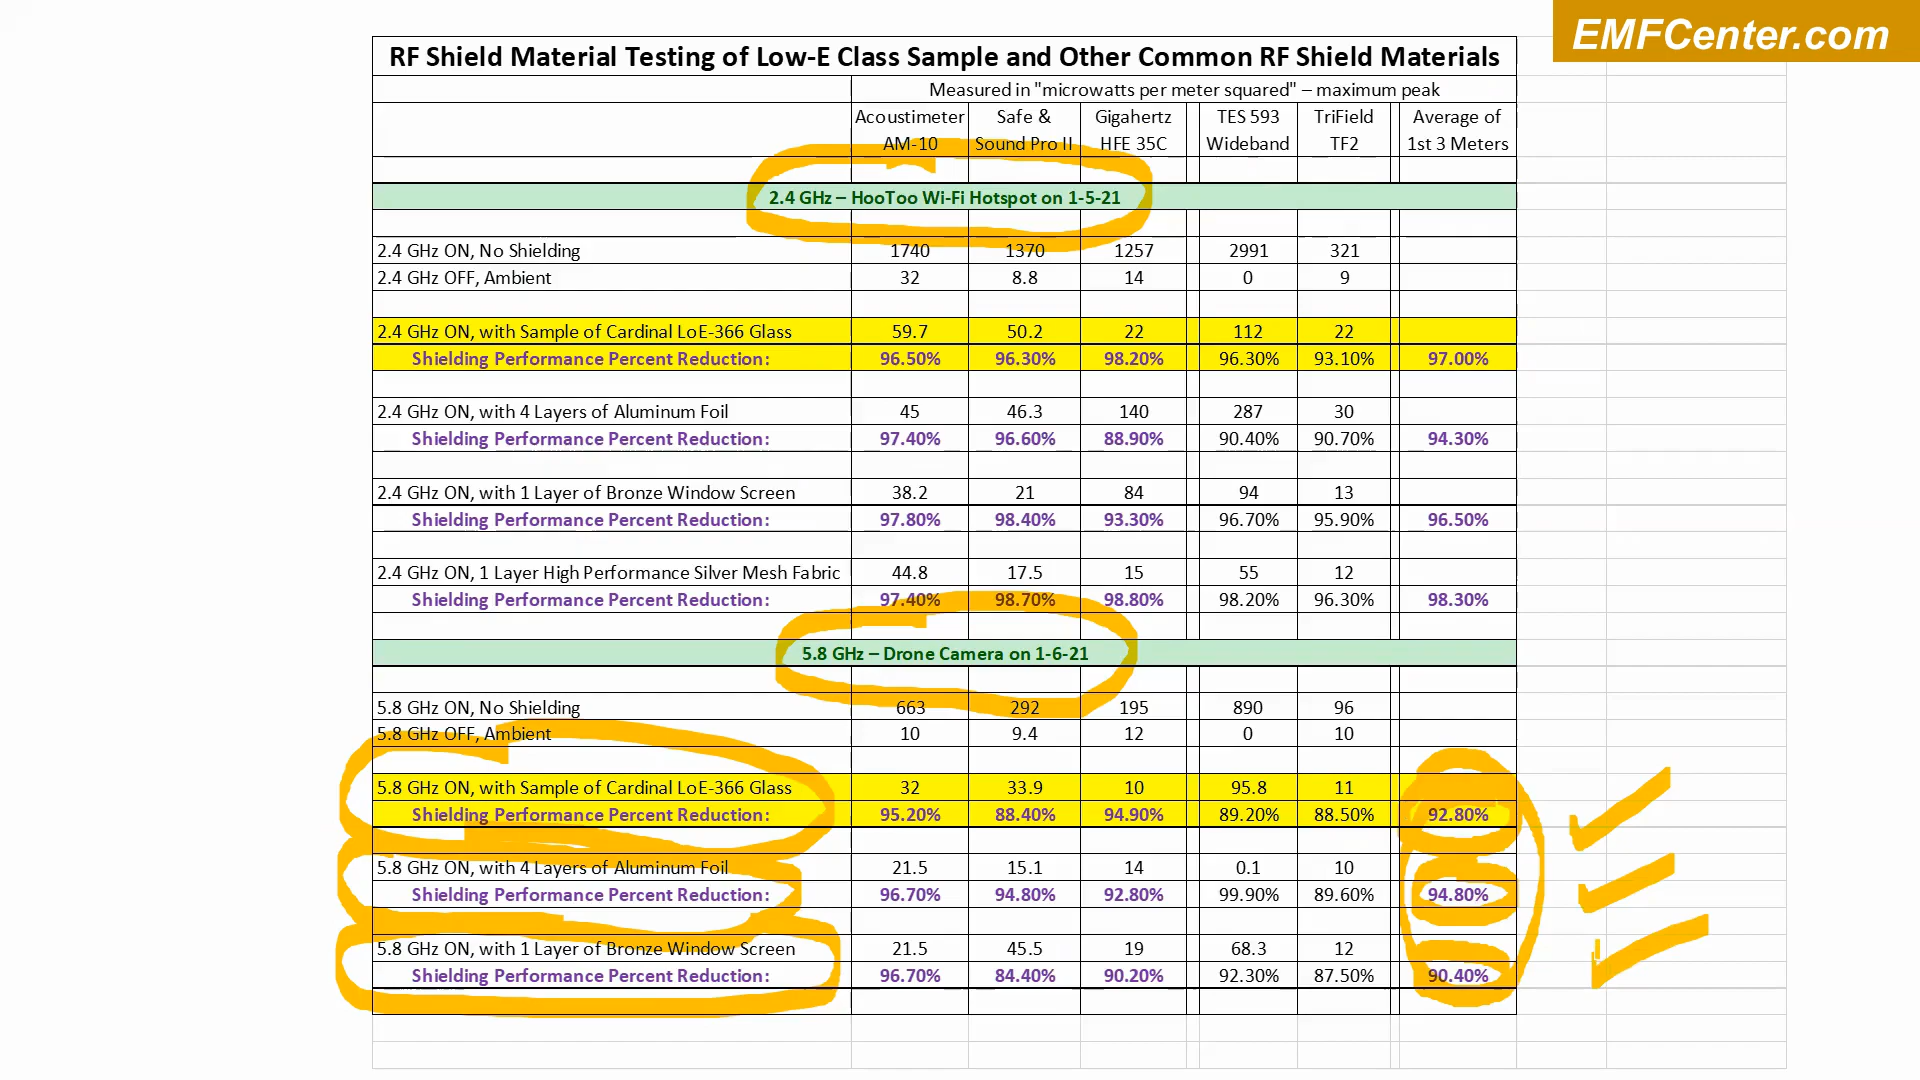 EMFCenter.com
RF Shield Material Testing of Low-E Class Sample and Other Common RF Shield Materials
Measured in "microwatts per meter squared" – maximum peak
Acoustimeter Safe & Gigahertz TES 593 TriField Average of
AM-10 Sound Pro II HFE 35C Wideband TF2 1st 3 Meters
2.4 GHz – HooToo Wi-Fi Hotspot on 1-5-21
2.4 GHz ON, No Shielding 1740 1370 1257 2991 321
2.4 GHz OFF, Ambient 32 8.8 14 0 9
2.4 GHz ON, with Sample of Cardinal LoE-366 Glass 59.7 50.2 22 112 22
Shielding Performance Percent Reduction: 96.50% 96.30% 98.20% 96.30% 93.10% 97.00%
2.4 GHz ON, with 4 Layers of Aluminum Foil 45 46.3 140 287 30
Shielding Performance Percent Reduction: 97.40% 96.60% 88.90% 90.40% 90.70% 94.30%
2.4 GHz ON, with 1 Layer of Bronze Window Screen 38.2 21 84 94 13
Shielding Performance Percent Reduction: 97.80% 98.40% 93.30% 96.70% 95.90% 96.50%
2.4 GHz ON, 1 Layer High Performance Silver Mesh Fabric 44.8 17.5 15 55 12
Shielding Performance Percent Reduction: 97.40% 98.70% 98.80% 98.20% 96.30% 98.30%
5.8 GHz – Drone Camera on 1-6-21
5.8 GHz ON, No Shielding 663 292 195 890 96
5.8 GHz OFF, Ambient 10 9.4 12 0 10
5.8 GHz ON, with Sample of Cardinal LoE-366 Glass 32 33.9 10 95.8 11
Shielding Performance Percent Reduction: 95.20% 88.40% 94.90% 89.20% 88.50% 92.80%
5.8 GHz ON, with 4 Layers of Aluminum Foil 21.5 15.1 14 0.1 10
Shielding Performance Percent Reduction: 96.70% 94.80% 92.80% 99.90% 89.60% 94.80%
5.8 GHz ON, with 1 Layer of Bronze Window Screen 21.5 45.5 19 68.3 12
Shielding Performance Percent Reduction: 96.70% 84.40% 90.20% 92.30% 87.50% 90.40%